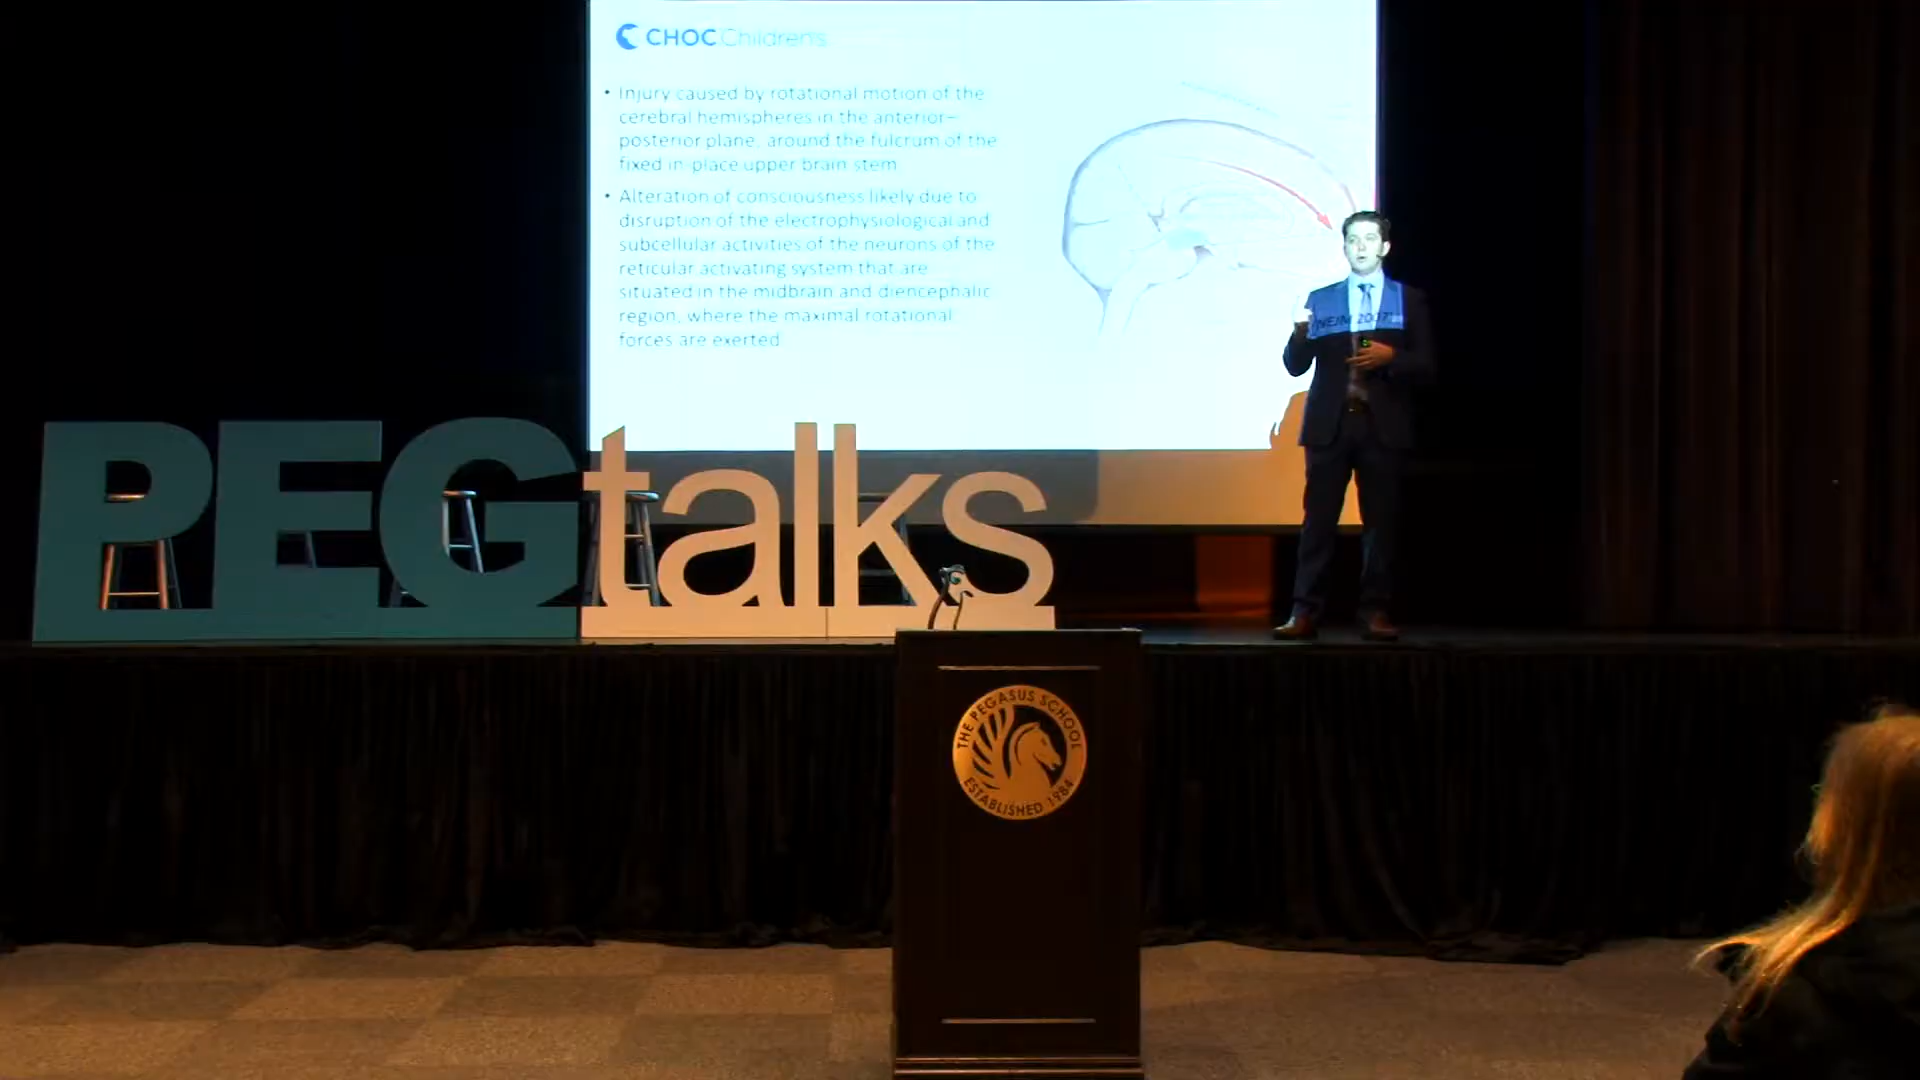 CHOC Children's
• Injury caused by rotational motion of the
cerebral hemispheres in the anterior–
posterior plane, around the fulcrum of the
fixed in-place upper brain stem
• Alteration of consciousness likely due to
disruption of the electrophysiological and
subcellular activities of the neurons of the
reticular activating system that are
situated in the midbrain and diencephalic
region, where the maximal rotational
forces are exerted
NEJM 2007
PEGtalks
THE PEGASUS SCHOOL
ESTABLISHED 1984